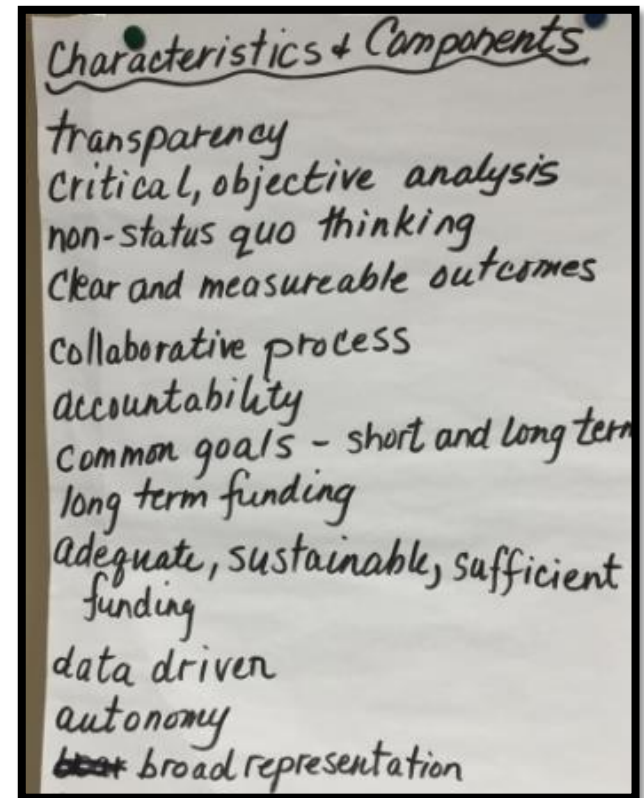 Characteristics & Components
transparency
Critical, objective analysis
non-status quo thinking
Clear and measureable outcomes
collaborative process
accountability
common goals - short and long term
long term funding
adequate, sustainable, sufficient
funding
data driven
autonomy
broad representation